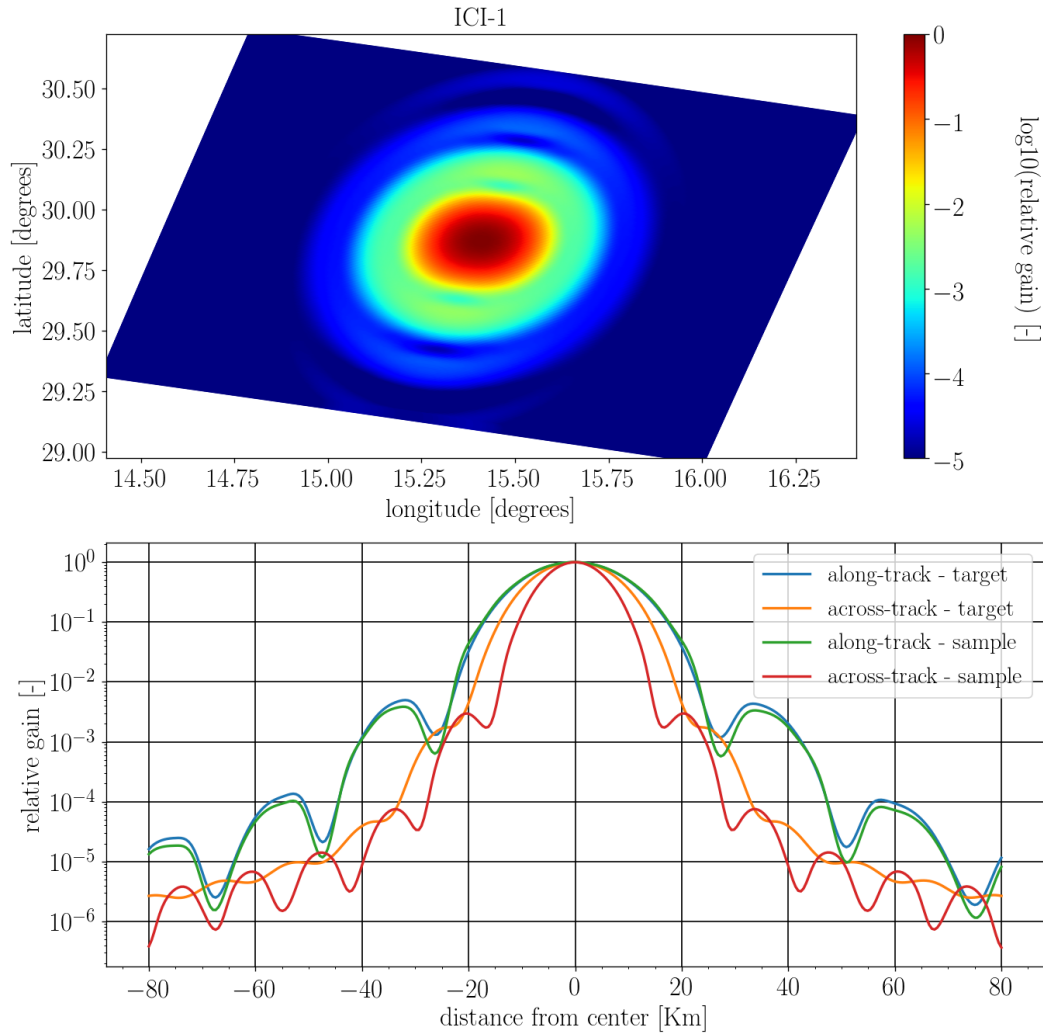 ICI-1
30.50
30.25
30.00
29.75
29.50
29.25
29.00
latitude [degrees]
14.50 14.75 15.00 15.25 15.50 15.75 16.00 16.25
longitude [degrees]
0
−1
−2
−3
−4
−5
log10(relative gain) [-]
10^0
10^-1
10^-2
10^-3
10^-4
10^-5
10^-6
relative gain [-]
along-track - target
across-track - target
along-track - sample
across-track - sample
−80 −60 −40 −20 0 20 40 60 80
distance from center [Km]